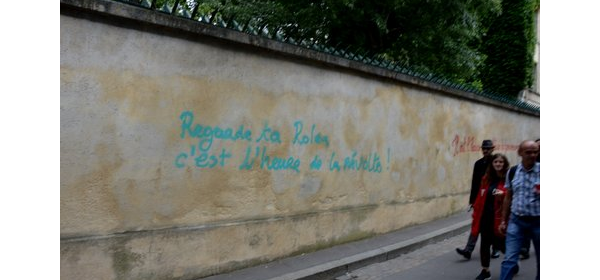 Regarde ta Rolex
c'est l'heure de la révolte !